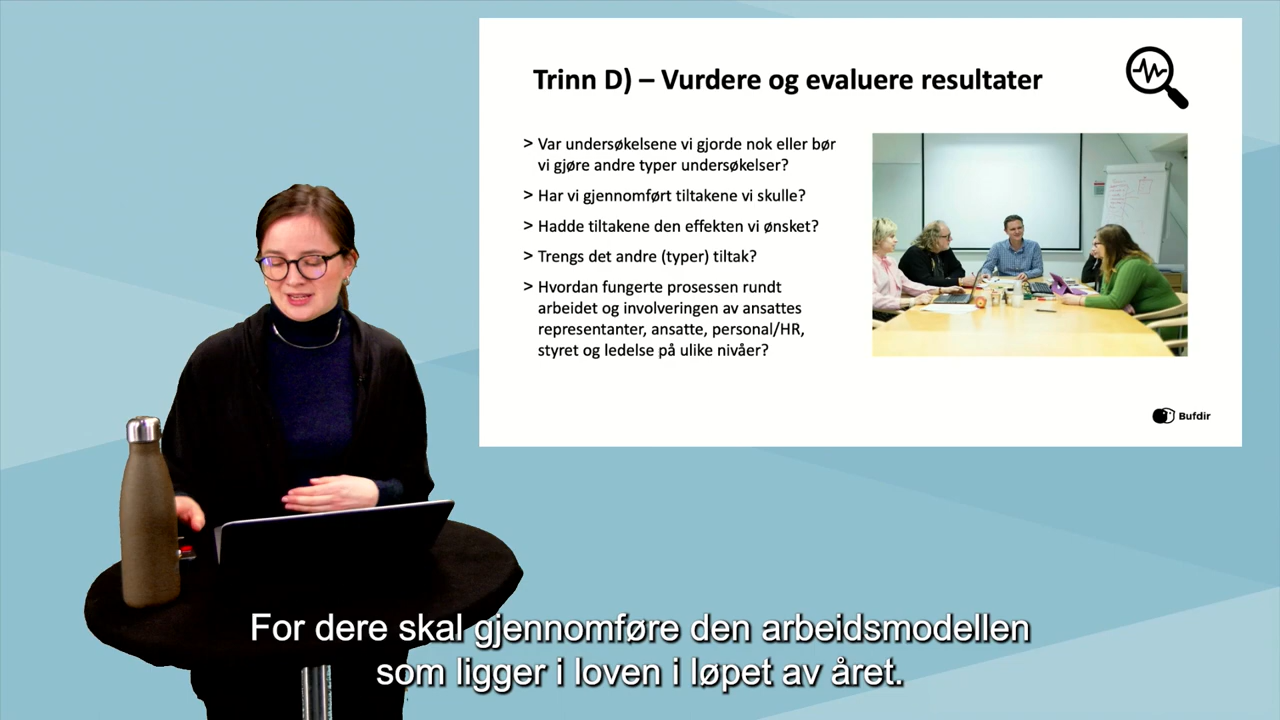 Trinn D) – Vurdere og evaluere resultater
> Var undersøkelsene vi gjorde nok eller bør
vi gjøre andre typer undersøkelser?
> Har vi gjennomført tiltakene vi skulle?
> Hadde tiltakene den effekten vi ønsket?
> Trengs det andre (typer) tiltak?
> Hvordan fungerte prosessen rundt
arbeidet og involveringen av ansattes
representanter, ansatte, personal/HR,
styret og ledelse på ulike nivåer?
Bufdir
For dere skal gjennomføre den arbeidsmodellen
som ligger i loven i løpet av året.